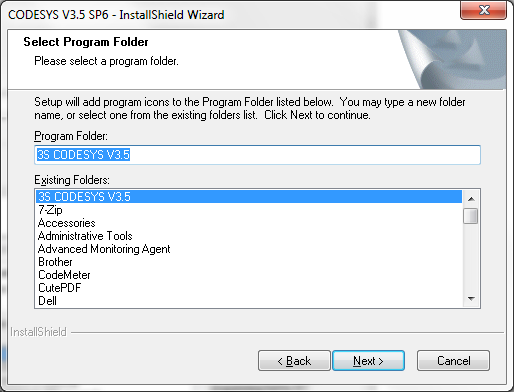 CODESYS V3.5 SP6 - InstallShield Wizard
Select Program Folder
Please select a program folder.
Setup will add program icons to the Program Folder listed below. You may type a new folder
name, or select one from the existing folders list. Click Next to continue.
Program Folder:
3S CODESYS V3.5
Existing Folders:
3S CODESYS V3.5
7-Zip
Accessories
Administrative Tools
Advanced Monitoring Agent
Brother
CodeMeter
CutePDF
Dell
InstallShield
< Back
Next >
Cancel